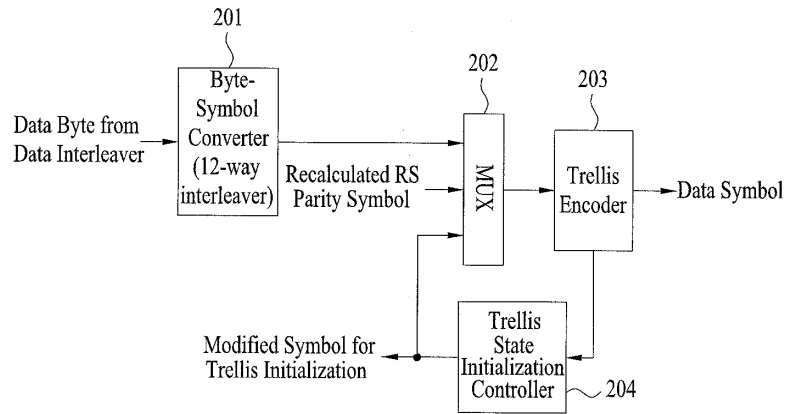 201
Byte-
Symbol
Converter
(12-way
interleaver)
Data Byte from
Data Interleaver
202
MUX
Recalculated RS
Parity Symbol
203
Trellis
Encoder
Data Symbol
Trellis
State
Initialization
Controller
204
Modified Symbol for
Trellis Initialization